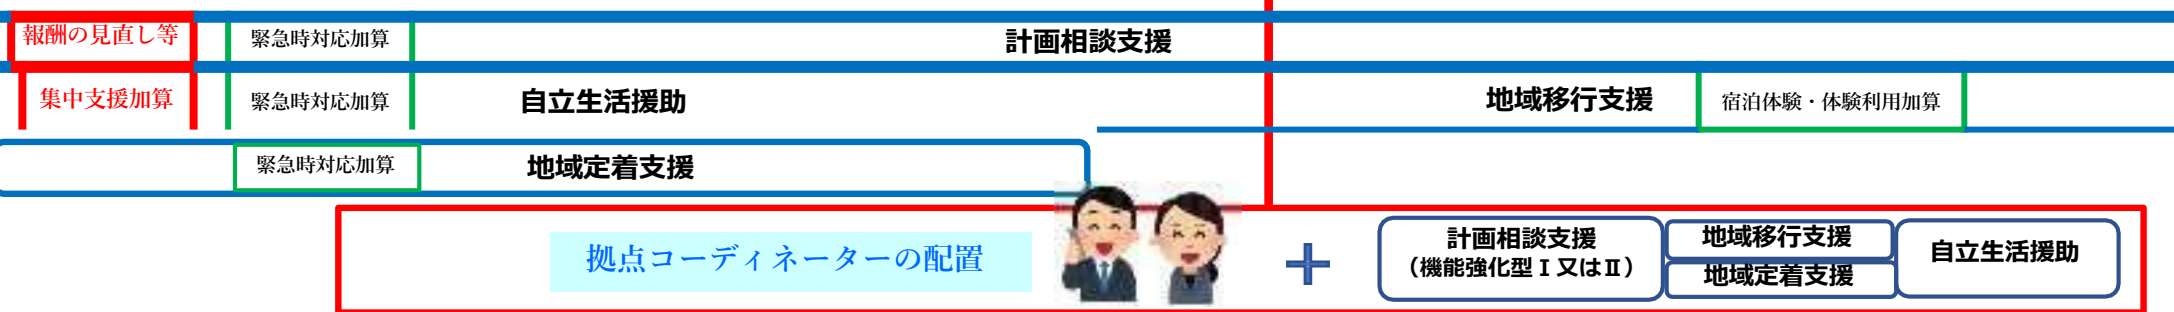 報酬の見直し等
緊急時対応加算
計画相談支援
集中支援加算
緊急時対応加算
自立生活援助
地域移行支援
宿泊体験・体験利用加算
緊急時対応加算
地域定着支援
拠点コーディネーターの配置
+
計画相談支援
（機能強化型Ⅰ又はⅡ）
地域移行支援
地域定着支援
自立生活援助